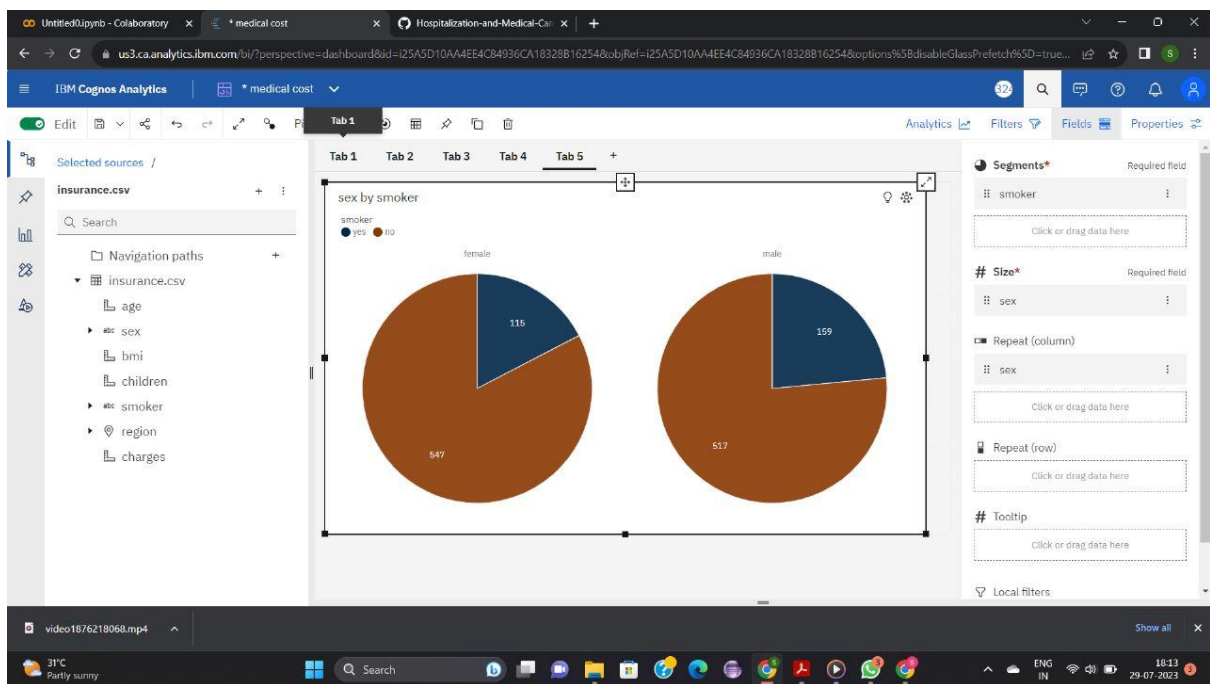 Untitled0.ipynb - Colaboratory
* medical cost
Hospitalization-and-Medical-Car
us3.ca.analytics.ibm.com/bi/?perspective=dashboard&id=i25A5D10AA4EE4C84936CA18328B16254&objRef=i25A5D10AA4EE4C84936CA18328B16254&options%5BdisableGlassPrefetch%5D=true...
S
IBM Cognos Analytics
* medical cost
324
Edit
Tab 1
Analytics
Filters
Fields
Properties
Selected sources /
Tab 1 Tab 2 Tab 3 Tab 4 Tab 5 +
insurance.csv
Search
Navigation paths
insurance.csv
age
abc sex
bmi
children
abc smoker
region
charges
sex by smoker
smoker
yes no
female
male
115
547
159
517
Segments* Required field
smoker
Click or drag data here
# Size* Required field
sex
Repeat (column)
sex
Click or drag data here
Repeat (row)
Click or drag data here
# Tooltip
Click or drag data here
Local filters
video1876218068.mp4
Show all
31°C
Partly sunny
Search
ENG
IN
18:13
29-07-2023
3